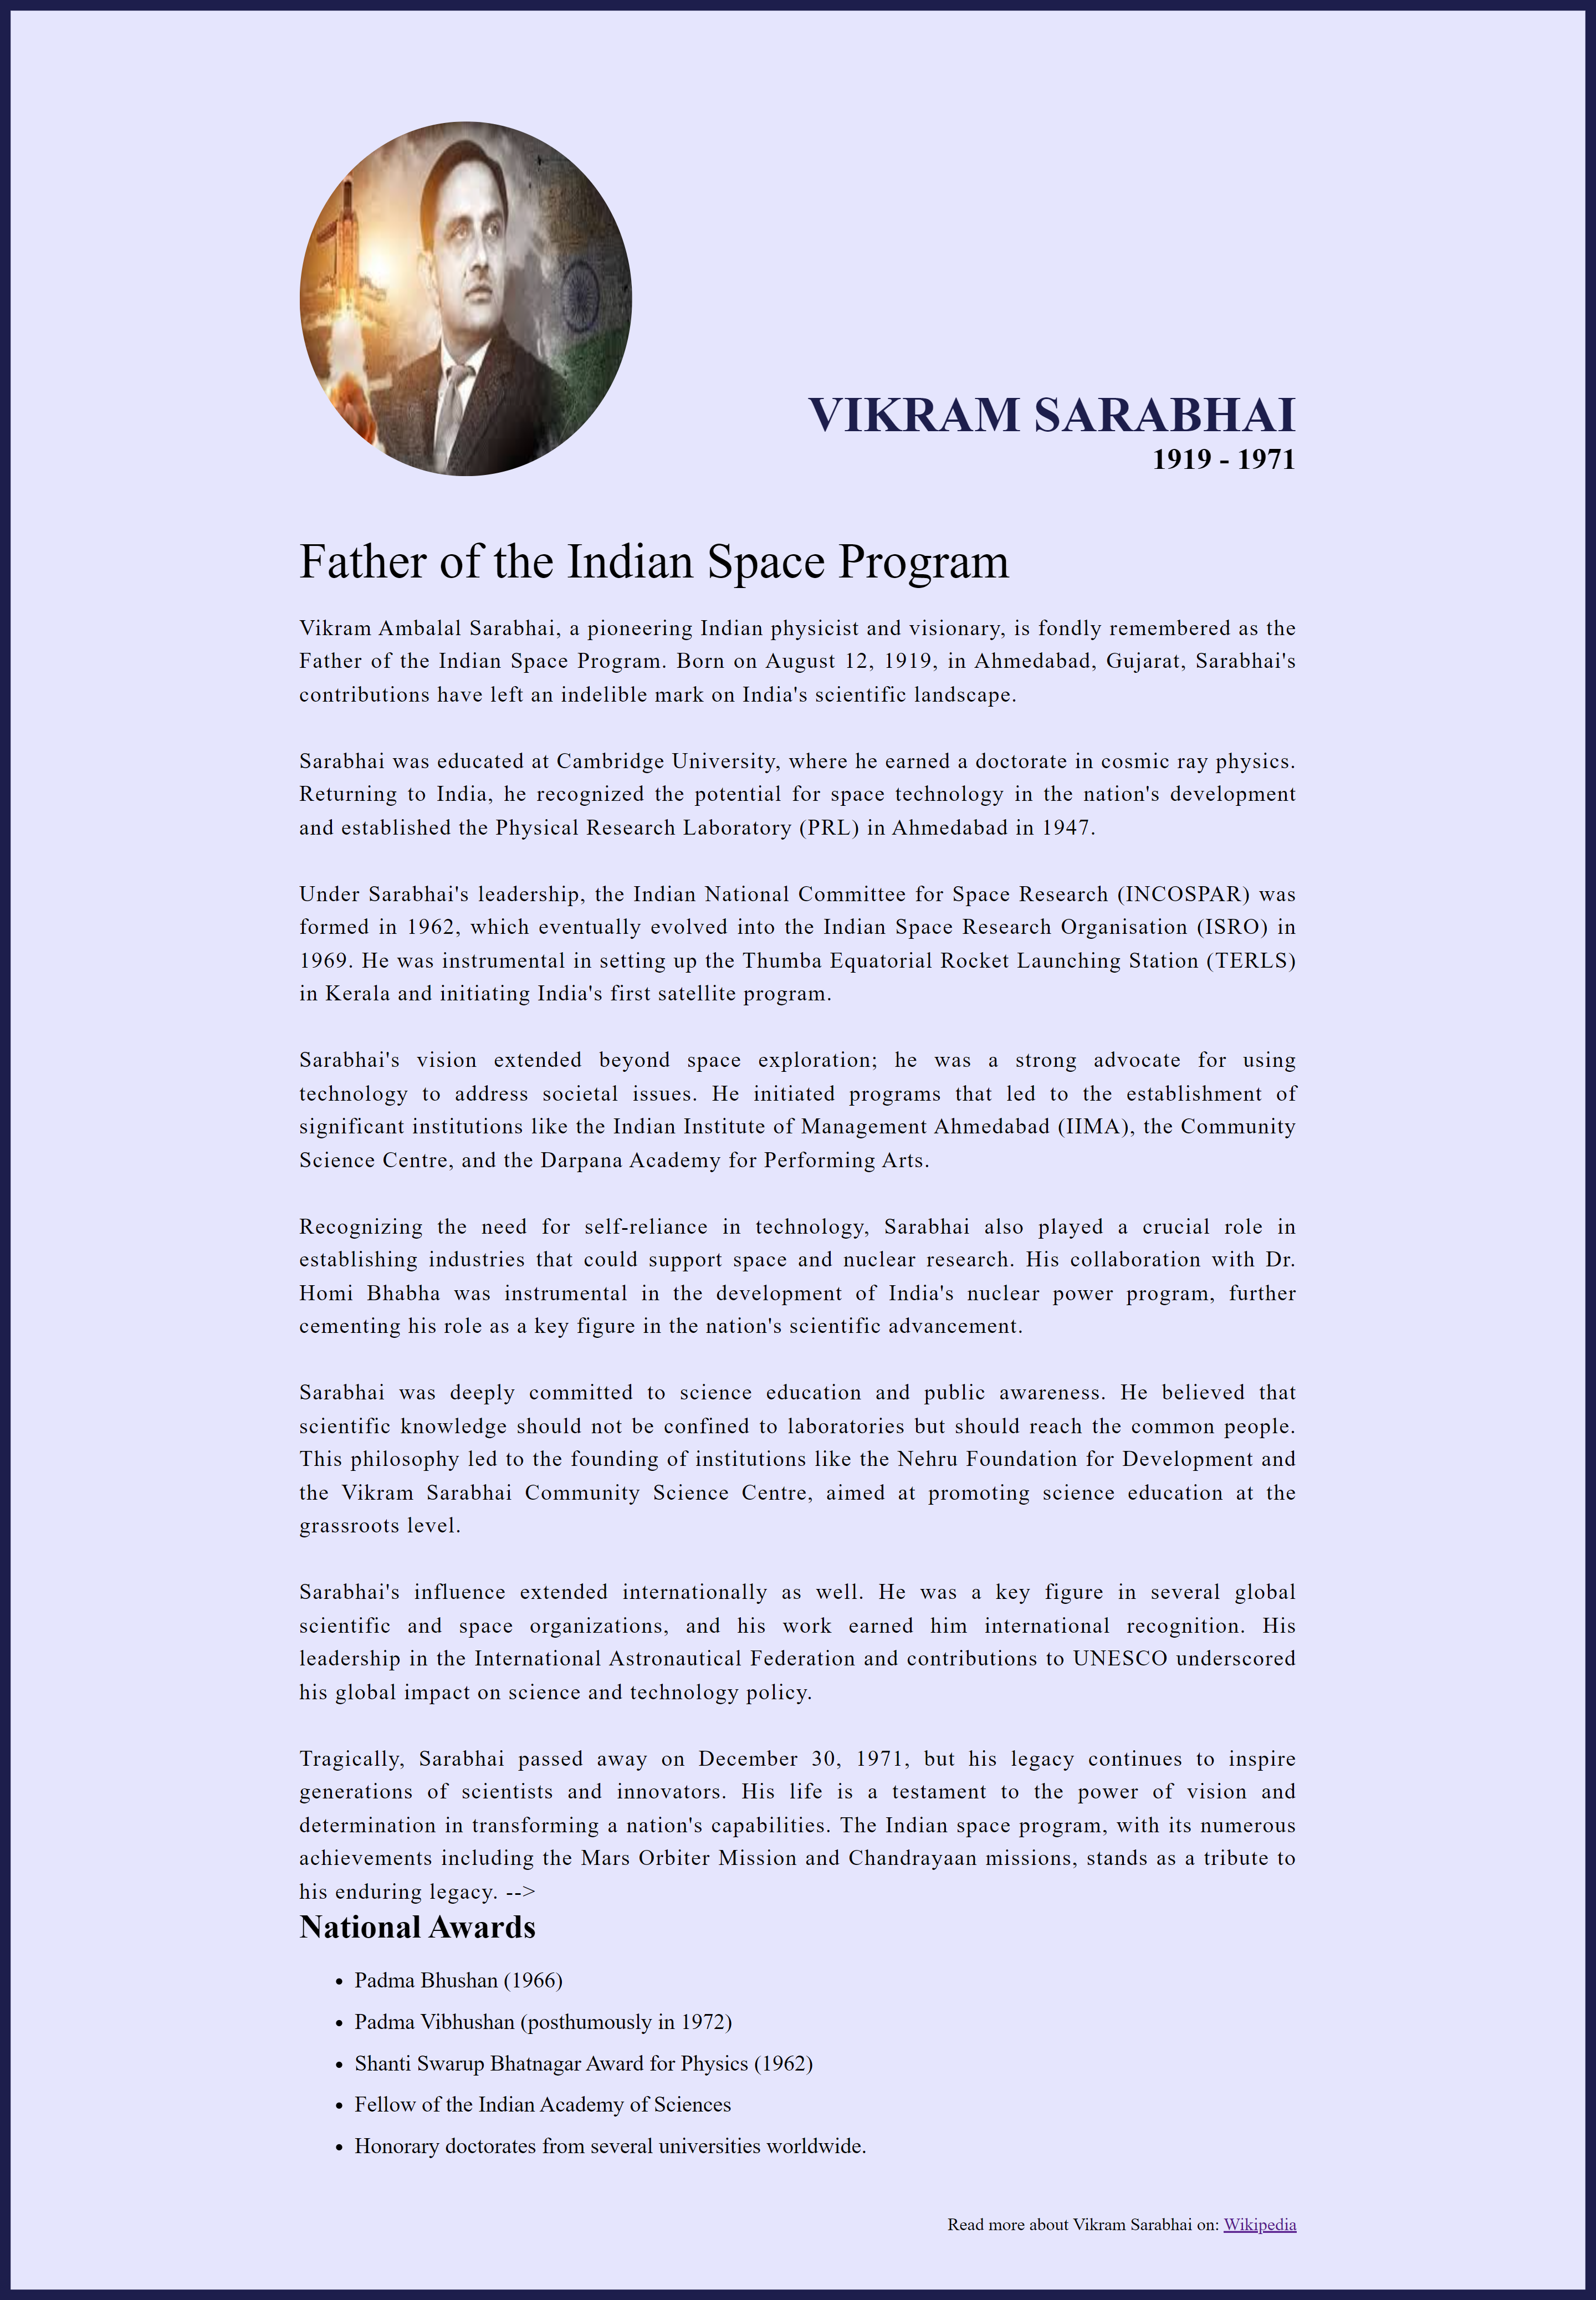 VIKRAM SARABHAI
1919 - 1971
Father of the Indian Space Program
Vikram Ambalal Sarabhai, a pioneering Indian physicist and visionary, is fondly remembered as the
Father of the Indian Space Program. Born on August 12, 1919, in Ahmedabad, Gujarat, Sarabhai's
contributions have left an indelible mark on India's scientific landscape.
Sarabhai was educated at Cambridge University, where he earned a doctorate in cosmic ray physics.
Returning to India, he recognized the potential for space technology in the nation's development
and established the Physical Research Laboratory (PRL) in Ahmedabad in 1947.
Under Sarabhai's leadership, the Indian National Committee for Space Research (INCOSPAR) was
formed in 1962, which eventually evolved into the Indian Space Research Organisation (ISRO) in
1969. He was instrumental in setting up the Thumba Equatorial Rocket Launching Station (TERLS)
in Kerala and initiating India's first satellite program.
Sarabhai's vision extended beyond space exploration; he was a strong advocate for using
technology to address societal issues. He initiated programs that led to the establishment of
significant institutions like the Indian Institute of Management Ahmedabad (IIMA), the Community
Science Centre, and the Darpana Academy for Performing Arts.
Recognizing the need for self-reliance in technology, Sarabhai also played a crucial role in
establishing industries that could support space and nuclear research. His collaboration with Dr.
Homi Bhabha was instrumental in the development of India's nuclear power program, further
cementing his role as a key figure in the nation's scientific advancement.
Sarabhai was deeply committed to science education and public awareness. He believed that
scientific knowledge should not be confined to laboratories but should reach the common people.
This philosophy led to the founding of institutions like the Nehru Foundation for Development and
the Vikram Sarabhai Community Science Centre, aimed at promoting science education at the
grassroots level.
Sarabhai's influence extended internationally as well. He was a key figure in several global
scientific and space organizations, and his work earned him international recognition. His
leadership in the International Astronautical Federation and contributions to UNESCO underscored
his global impact on science and technology policy.
Tragically, Sarabhai passed away on December 30, 1971, but his legacy continues to inspire
generations of scientists and innovators. His life is a testament to the power of vision and
determination in transforming a nation's capabilities. The Indian space program, with its numerous
achievements including the Mars Orbiter Mission and Chandrayaan missions, stands as a tribute to
his enduring legacy. -->
National Awards
• Padma Bhushan (1966)
• Padma Vibhushan (posthumously in 1972)
• Shanti Swarup Bhatnagar Award for Physics (1962)
• Fellow of the Indian Academy of Sciences
• Honorary doctorates from several universities worldwide.
Read more about Vikram Sarabhai on: Wikipedia